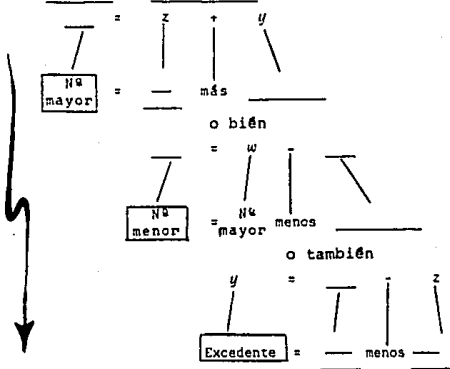 = z + y
Nº
mayor = más
o bién
= w -
Nº
menor = Nº
mayor menos
o también
y = - z
Excedente = menos